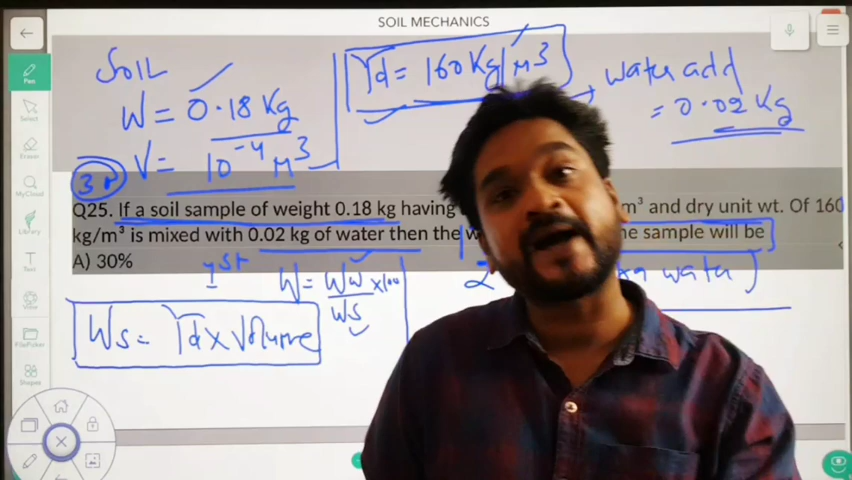 SOIL MECHANICS
SOIL
W = 0.18 Kg
V = 10⁻⁴ M³
γd = 160 Kg/M³
water add
= 0.02 Kg
Q25. If a soil sample of weight 0.18 kg having m³ and dry unit wt. Of 160
kg/m³ is mixed with 0.02 kg of water then the w he sample will be
A) 30%
W = Ww ×100
Ws
water
Ws = γd × Volume
Pen
Select
Eraser
MyCloud
Library
T
Text
FilePicker
Shapes